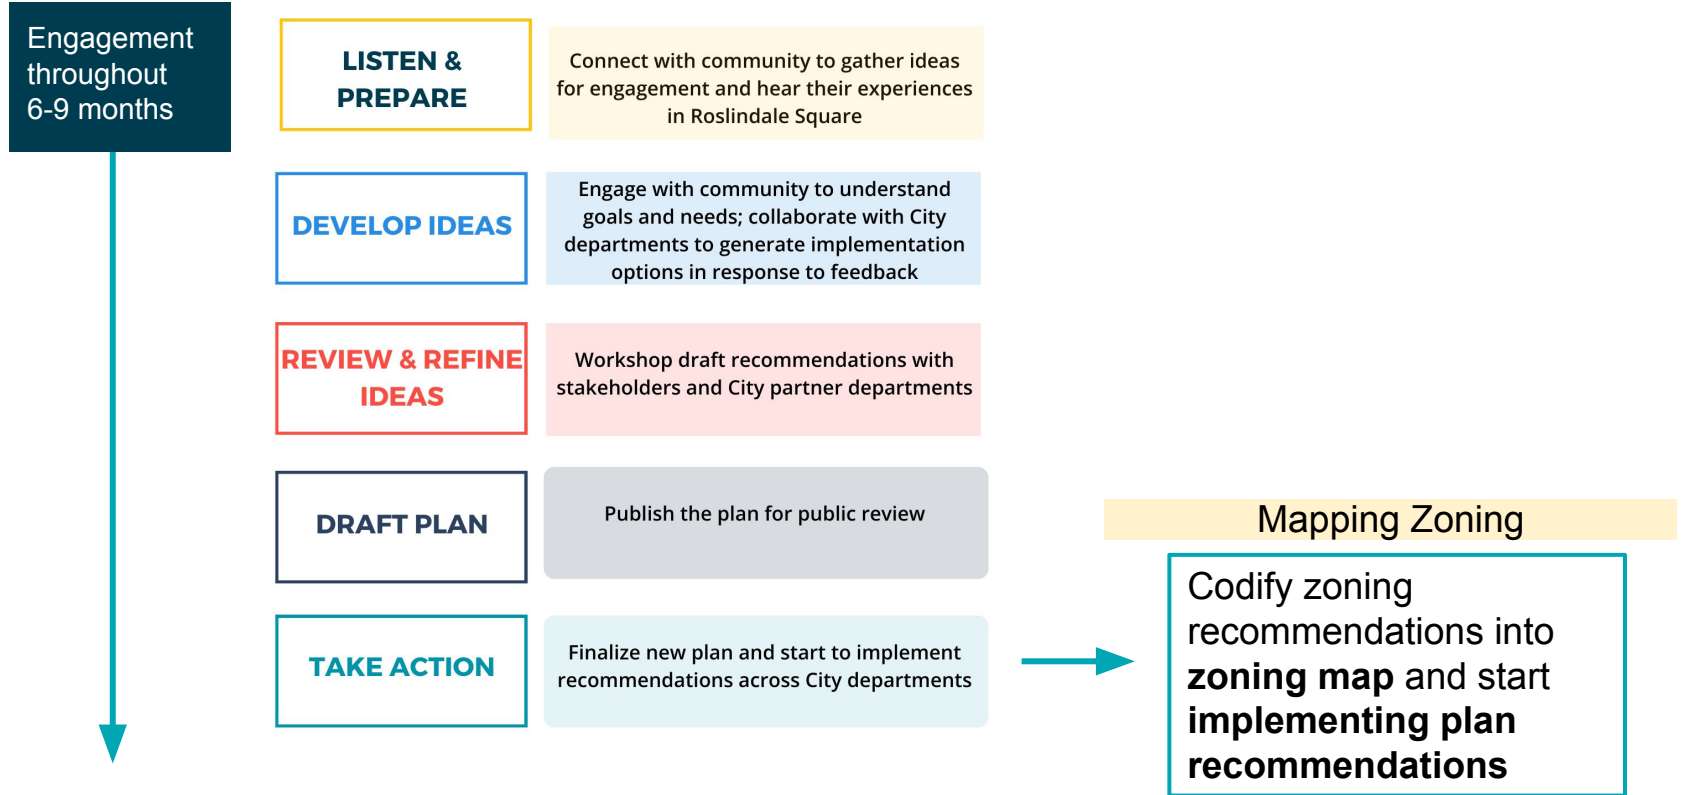 Engagement
throughout
6-9 months
LISTEN &
PREPARE
Connect with community to gather ideas
for engagement and hear their experiences
in Roslindale Square
DEVELOP IDEAS
Engage with community to understand
goals and needs; collaborate with City
departments to generate implementation
options in response to feedback
REVIEW & REFINE
IDEAS
Workshop draft recommendations with
stakeholders and City partner departments
DRAFT PLAN
Publish the plan for public review
TAKE ACTION
Finalize new plan and start to implement
recommendations across City departments
Mapping Zoning
Codify zoning
recommendations into
zoning map and start
implementing plan
recommendations